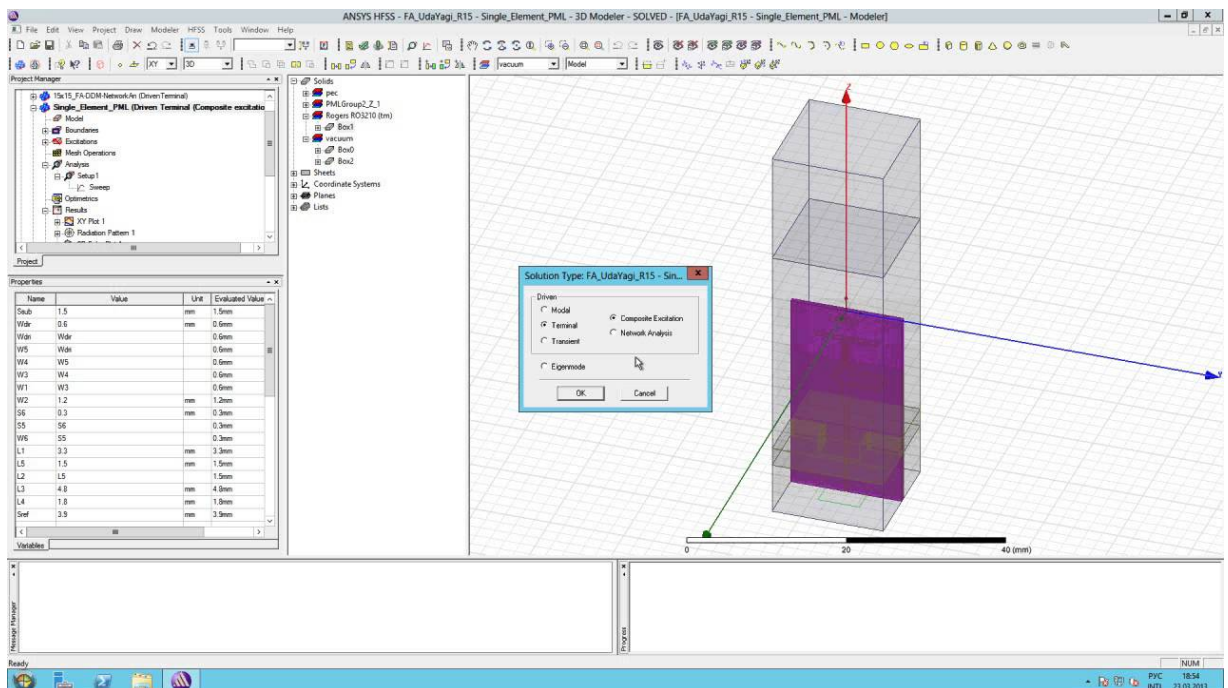 ANSYS HFSS - FA_UdaYagi_R15 - Single_Element_PML - 3D Modeler - SOLVED - [FA_UdaYagi_R15 - Single_Element_PML - Modeler]
File Edit View Project Draw Modeler HFSS Tools Window Help
XY 3D vacuum Model
Project Manager
15x15_FA-DDM-NetworkAn (DrivenTerminal)
Single_Element_PML (Driven Terminal (Composite excitatio
Model
Boundaries
Excitations
Mesh Operations
Analysis
Setup1
Sweep
Optimetrics
Results
XY Plot 1
Radiation Pattern 1
Project
Solids
pec
PMLGroup2_Z_1
Rogers RO3210 (tm)
Box1
vacuum
Box0
Box2
Sheets
Coordinate Systems
Planes
Lists
Properties
Name Value Unit Evaluated Value
Ssub 1.5 mm 1.5mm
Wdir 0.6 mm 0.6mm
Wdri Wdir 0.6mm
W5 Wdri 0.6mm
W4 W5 0.6mm
W3 W4 0.6mm
W1 W3 0.6mm
W2 1.2 mm 1.2mm
S6 0.3 mm 0.3mm
S5 S6 0.3mm
W6 S5 0.3mm
L1 3.3 mm 3.3mm
L5 1.5 mm 1.5mm
L2 L5 1.5mm
L3 4.8 mm 4.8mm
L4 1.8 mm 1.8mm
Sref 3.9 mm 3.9mm
Variables
Solution Type: FA_UdaYagi_R15 - Sin...
Driven
Modal
Terminal
Transient
Composite Excitation
Network Analysis
Eigenmode
OK Cancel
Z
0 20 40 (mm)
Message Manager
Progress
Ready
NUM
РУС 18:54
INTL 23.03.2013